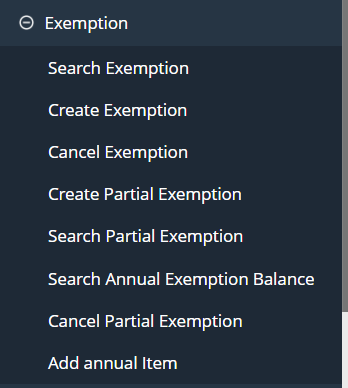 Exemption
Search Exemption
Create Exemption
Cancel Exemption
Create Partial Exemption
Search Partial Exemption
Search Annual Exemption Balance
Cancel Partial Exemption
Add annual Item